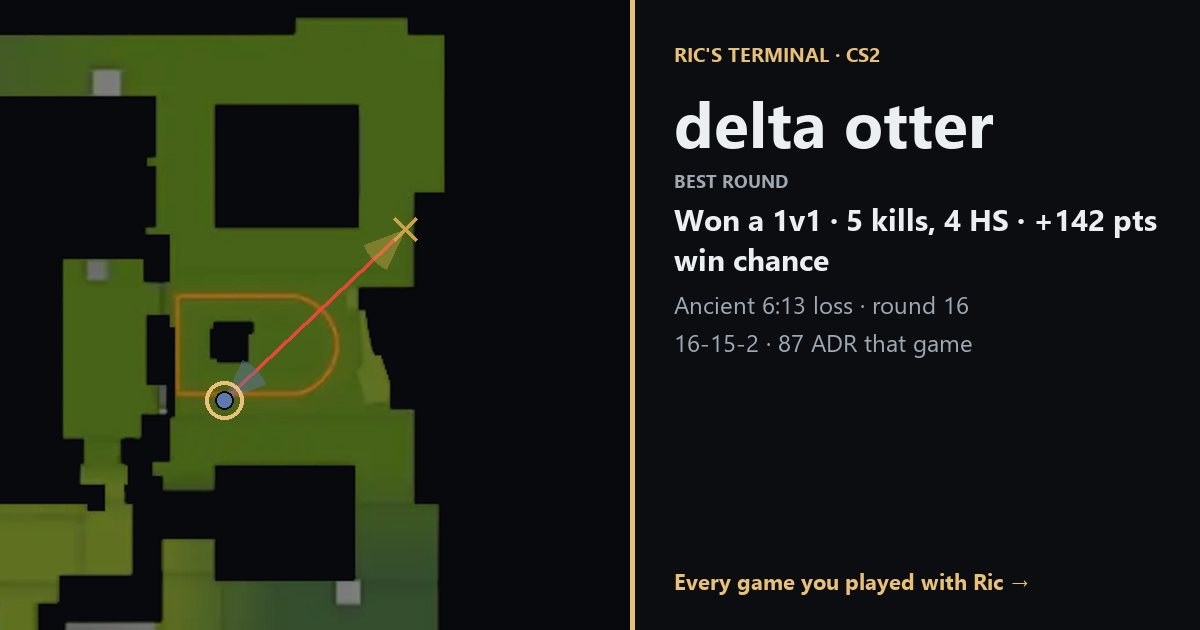 RIC'S TERMINAL · CS2
delta otter
BEST ROUND
Won a 1v1 · 5 kills, 4 HS · +142 pts
win chance
Ancient 6:13 loss · round 16
16-15-2 · 87 ADR that game
Every game you played with Ric →